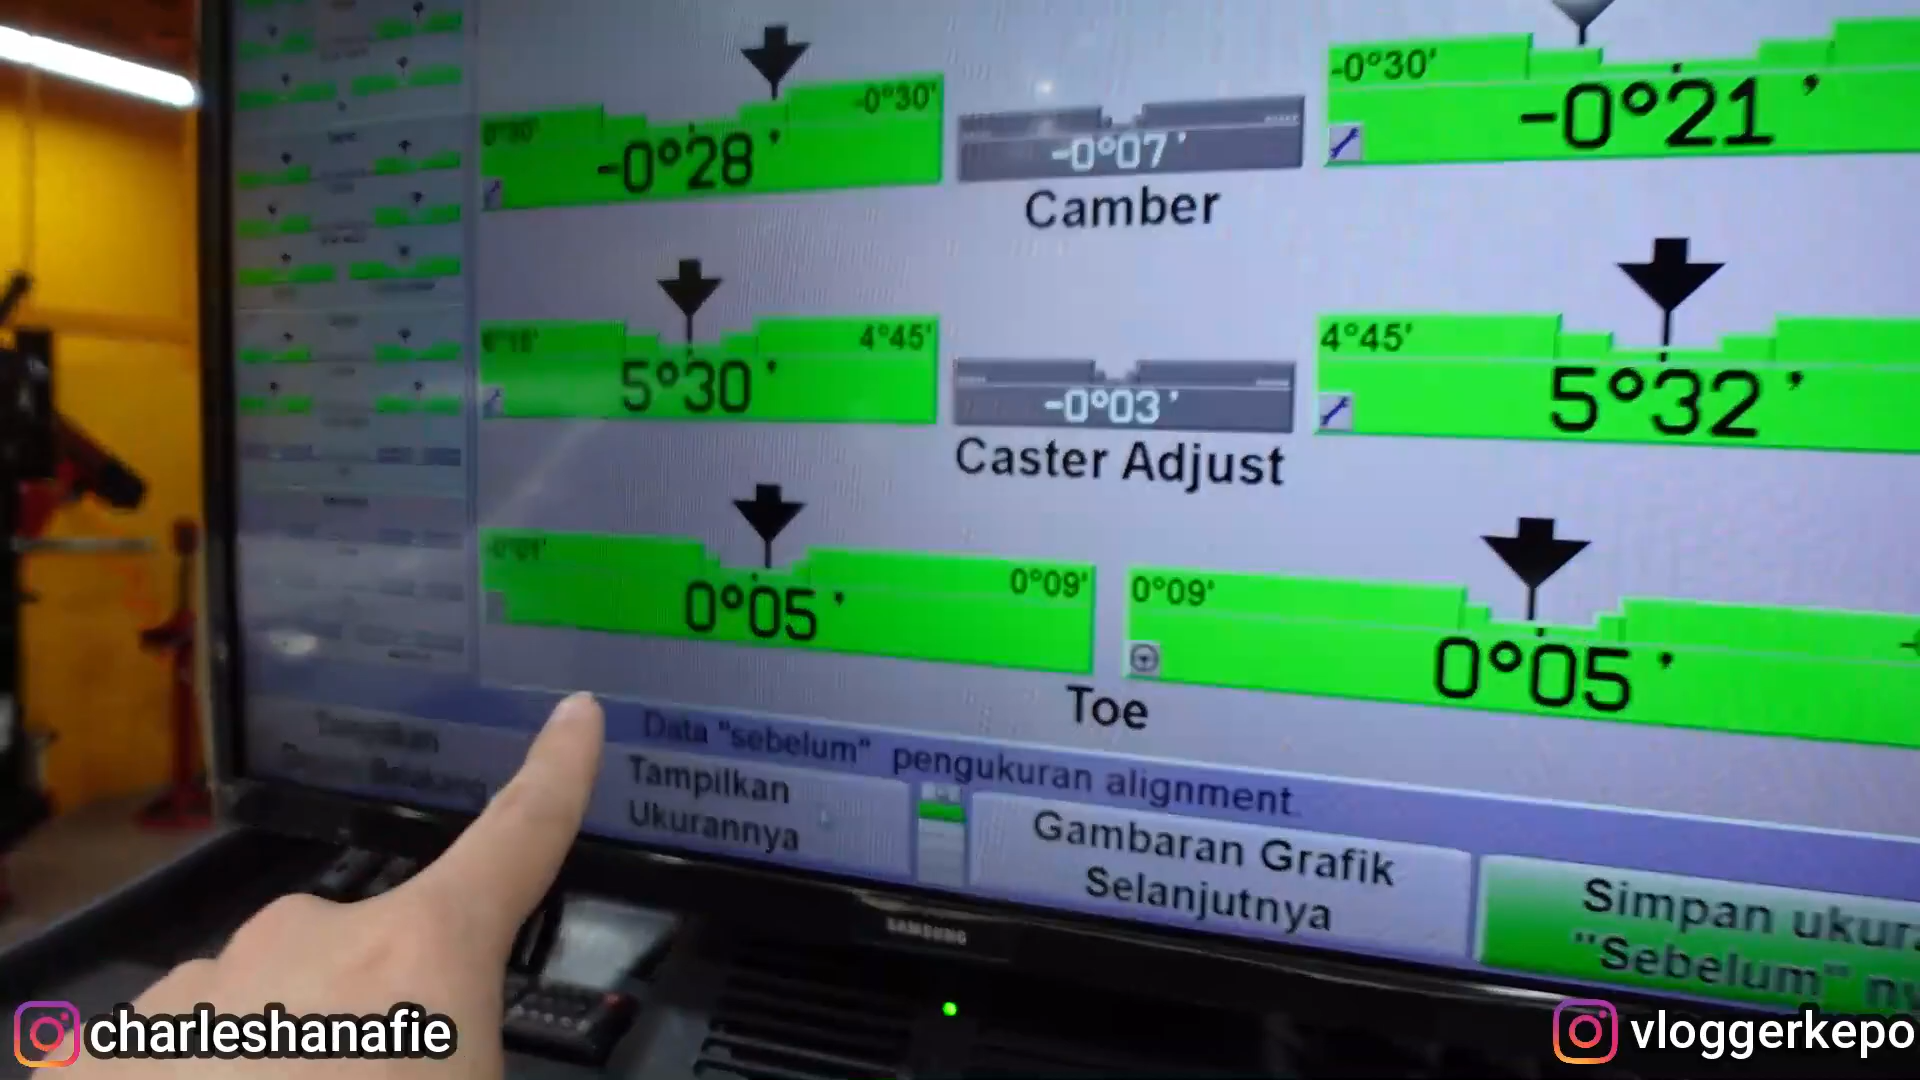 -0°30'
-0°28'
-0°07'
-0°30'
-0°21'
Camber
4°45'
5°30'
-0°03'
4°45'
5°32'
Caster Adjust
-0°01'
0°09'
0°05'
0°09'
0°05'
Toe
Data "sebelum" pengukuran alignment.
Tampilkan
Ukurannya
Gambaran Grafik
Selanjutnya
Simpan
"Sebelum"
SAMSUNG
charleshanafie
vloggerkepo